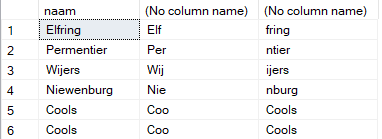 naam (No column name) (No column name)
1 Elfring Elf fring
2 Permentier Per ntier
3 Wijers Wij ijers
4 Niewenburg Nie nburg
5 Cools Coo Cools
6 Cools Coo Cools